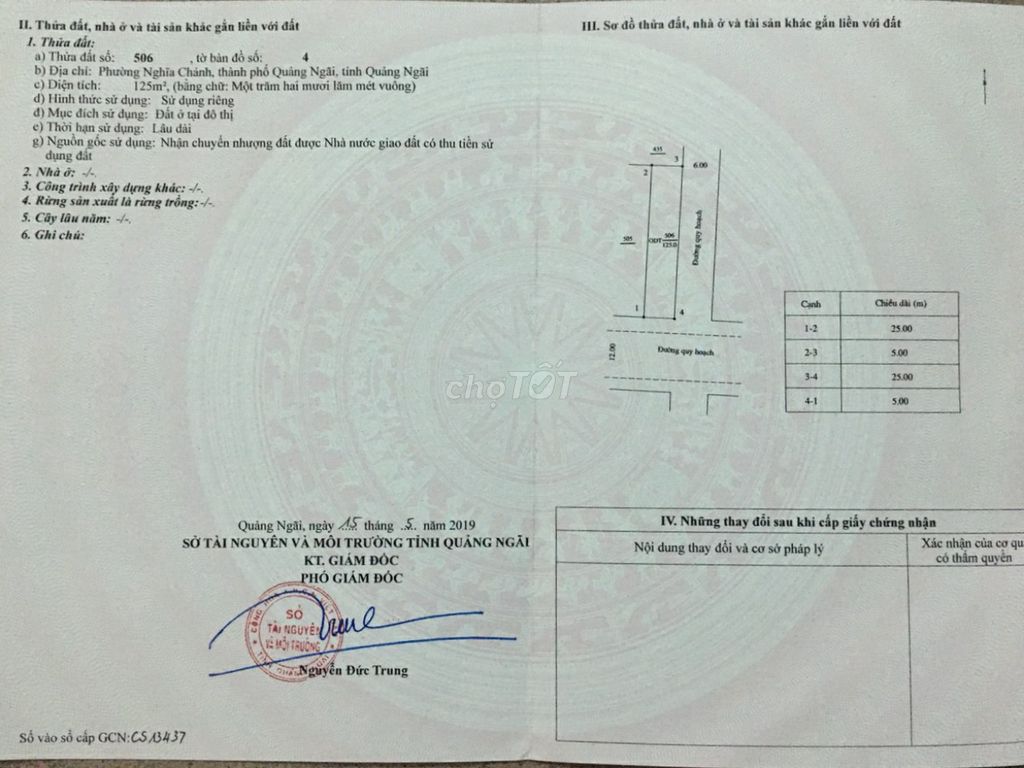 II. Thửa đất, nhà ở và tài sản khác gắn liền với đất
1. Thửa đất:
a) Thửa đất số: 506 , tờ bản đồ số: 4
b) Địa chỉ: Phường Nghĩa Chánh, thành phố Quảng Ngãi, tỉnh Quảng Ngãi
c) Diện tích: 125m², (bằng chữ: Một trăm hai mươi lăm mét vuông)
d) Hình thức sử dụng: Sử dụng riêng
đ) Mục đích sử dụng: Đất ở tại đô thị
e) Thời hạn sử dụng: Lâu dài
g) Nguồn gốc sử dụng: Nhận chuyển nhượng đất được Nhà nước giao đất có thu tiền sử
dụng đất
2. Nhà ở: -/-.
3. Công trình xây dựng khác: -/-.
4. Rừng sản xuất là rừng trồng:-/-.
5. Cây lâu năm: -/-.
6. Ghi chú:
Quảng Ngãi, ngày 15 tháng 5 năm 2019
SỞ TÀI NGUYÊN VÀ MÔI TRƯỜNG TỈNH QUẢNG NGÃI
KT. GIÁM ĐỐC
PHÓ GIÁM ĐỐC
SỞ
TÀI NGUYÊN
VÀ MÔI TRƯỜNG
Nguyễn Đức Trung
Số vào sổ cấp GCN:CS13437
III. Sơ đồ thửa đất, nhà ở và tài sản khác gắn liền với đất
435
2
3
6.00
505
ODT 506
125.0
Đường quy hoạch
1
4
12.00
Đường quy hoạch
Cạnh Chiều dài (m)
1-2 25.00
2-3 5.00
3-4 25.00
4-1 5.00
chợTỐT
IV. Những thay đổi sau khi cấp giấy chứng nhận
Nội dung thay đổi và cơ sở pháp lý
Xác nhận của cơ qu
có thẩm quyền